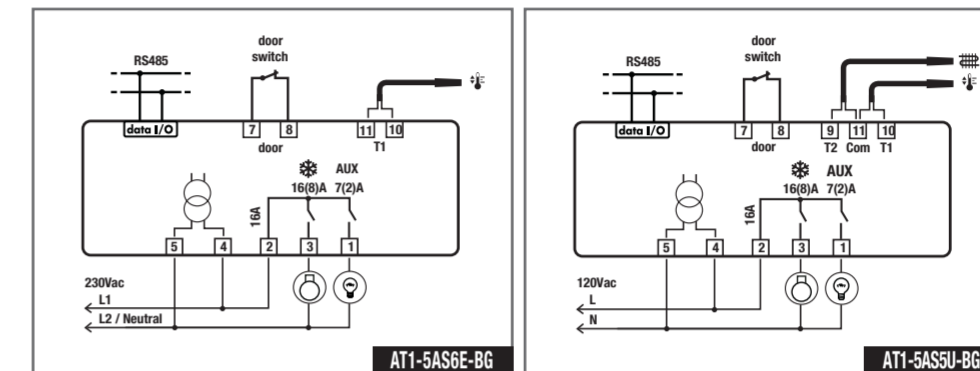 door
switch
RS485
data I/O
7 8
11 10
door
T1
AUX
16(8)A 7(2)A
16A
5 4 2 3 1
230Vac
L1
L2 / Neutral
AT1-5AS6E-BG
door
switch
RS485
data I/O
7 8
9 11 10
door
T2 Com T1
AUX
16(8)A 7(2)A
16A
5 4 2 3 1
120Vac
L
N
AT1-5AS5U-BG